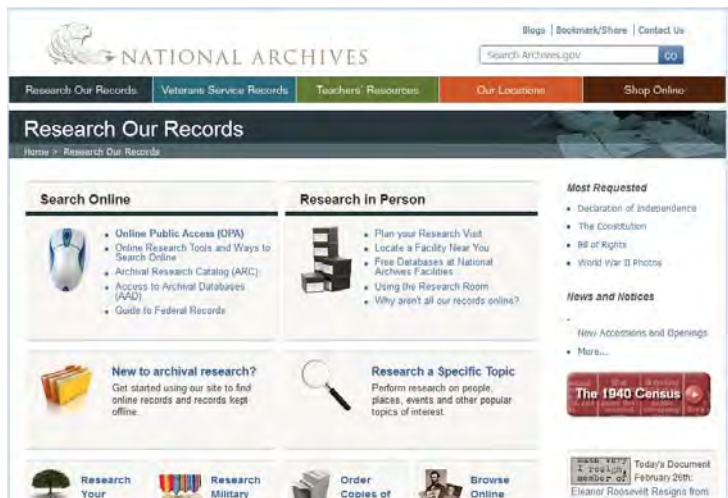 Blogs | Bookmark/Share | Contact Us
NATIONAL ARCHIVES
Search Archives.gov
GO
Research Our Records
Veterans Service Records
Teachers' Resources
Our Locations
Shop Online
Research Our Records
Home > Research Our Records
Search Online
Online Public Access (OPA)
Online Research Tools and Ways to
Search Online
Archival Research Catalog (ARC)
Access to Archival Databases
(AAD)
Guide to Federal Records
Research in Person
Plan your Research Visit
Locate a Facility Near You
Free Databases at National
Archives Facilities
Using the Research Room
Why aren't all our records online?
Most Requested
Declaration of Independence
The Constitution
Bill of Rights
World War II Photos
News and Notices
New Accessions and Openings
More...
New to archival research?
Get started using our site to find
online records and records kept
offline.
Research a Specific Topic
Perform research on people,
places, events and other popular
topics of interest.
The 1940 Census
Research
Your
Research
Military
Order
Copies of
Browse
Online
I resign,
member of
Today's Document
February 26th:
Eleanor Roosevelt Resigns from